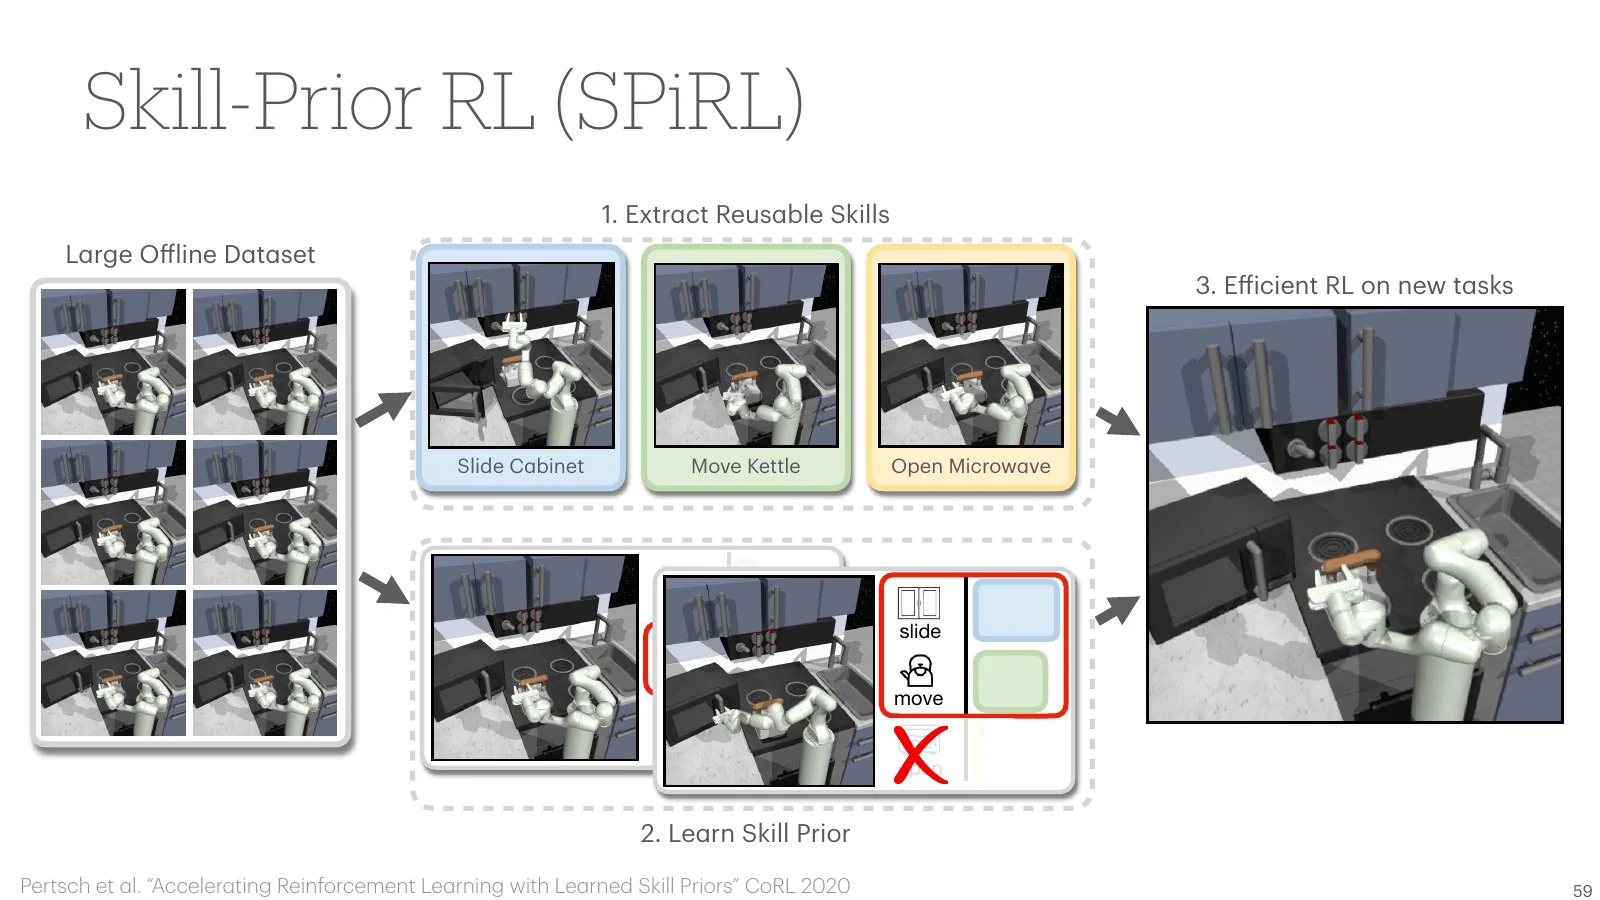 Skill-Prior RL (SPiRL)
Large Offline Dataset
1. Extract Reusable Skills
Slide Cabinet
Move Kettle
Open Microwave
slide
move
2. Learn Skill Prior
3. Efficient RL on new tasks
Pertsch et al. “Accelerating Reinforcement Learning with Learned Skill Priors” CoRL 2020
59